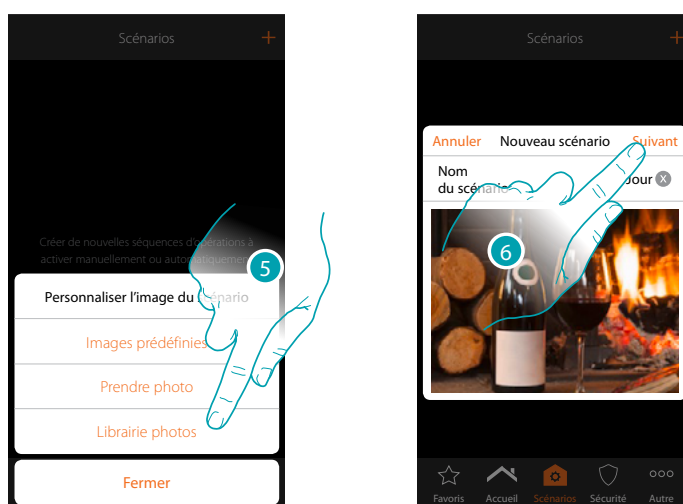 Scénarios
Créer de nouvelles séquences d'opérations à
activer manuellement ou automatiquement
5
Personnaliser l'image du scénario
Images prédéfinies
Prendre photo
Librairie photos
Fermer
Scénarios
Annuler Nouveau scénario Suivant
Nom
du scénario
Jour X
6
Favoris Accueil Scénarios Sécurité Autre